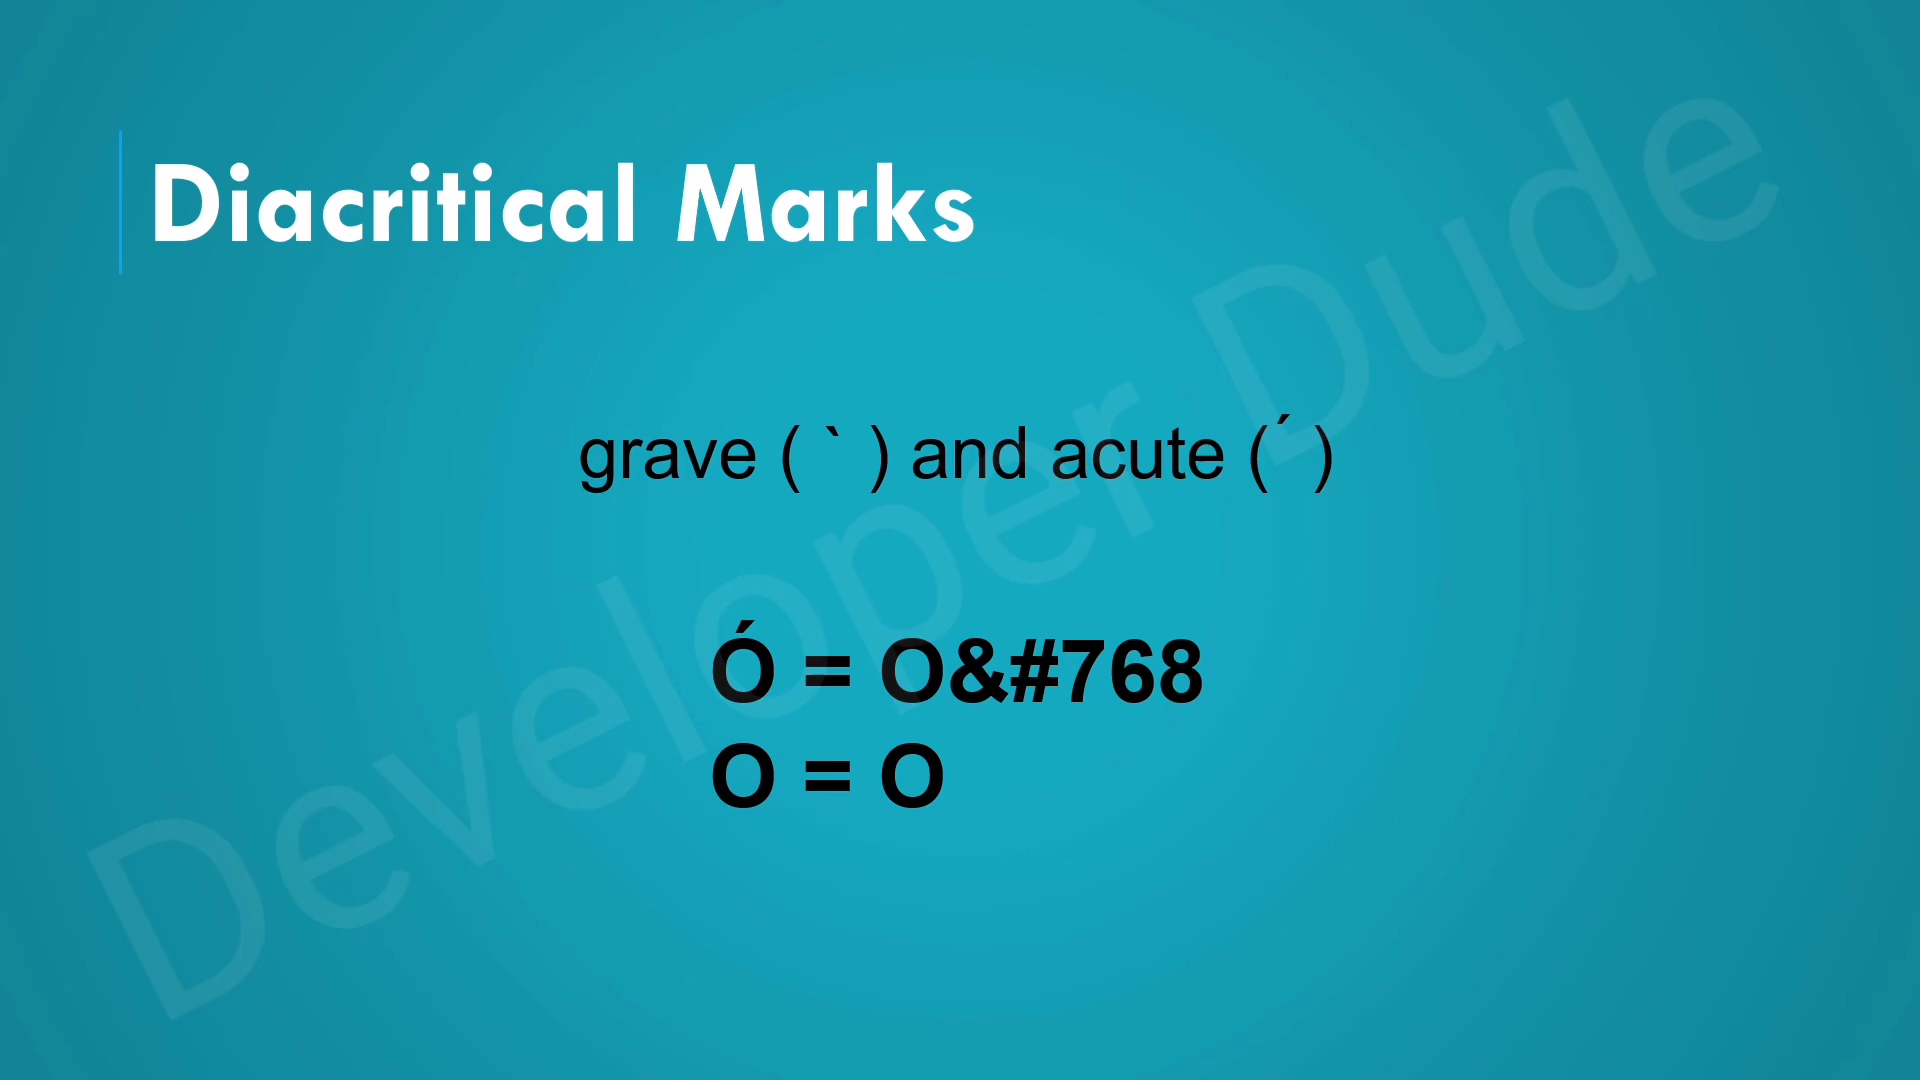 Diacritical Marks
grave ( ` ) and acute (´ )
Ó = O&#768
O = O
Developer Dude